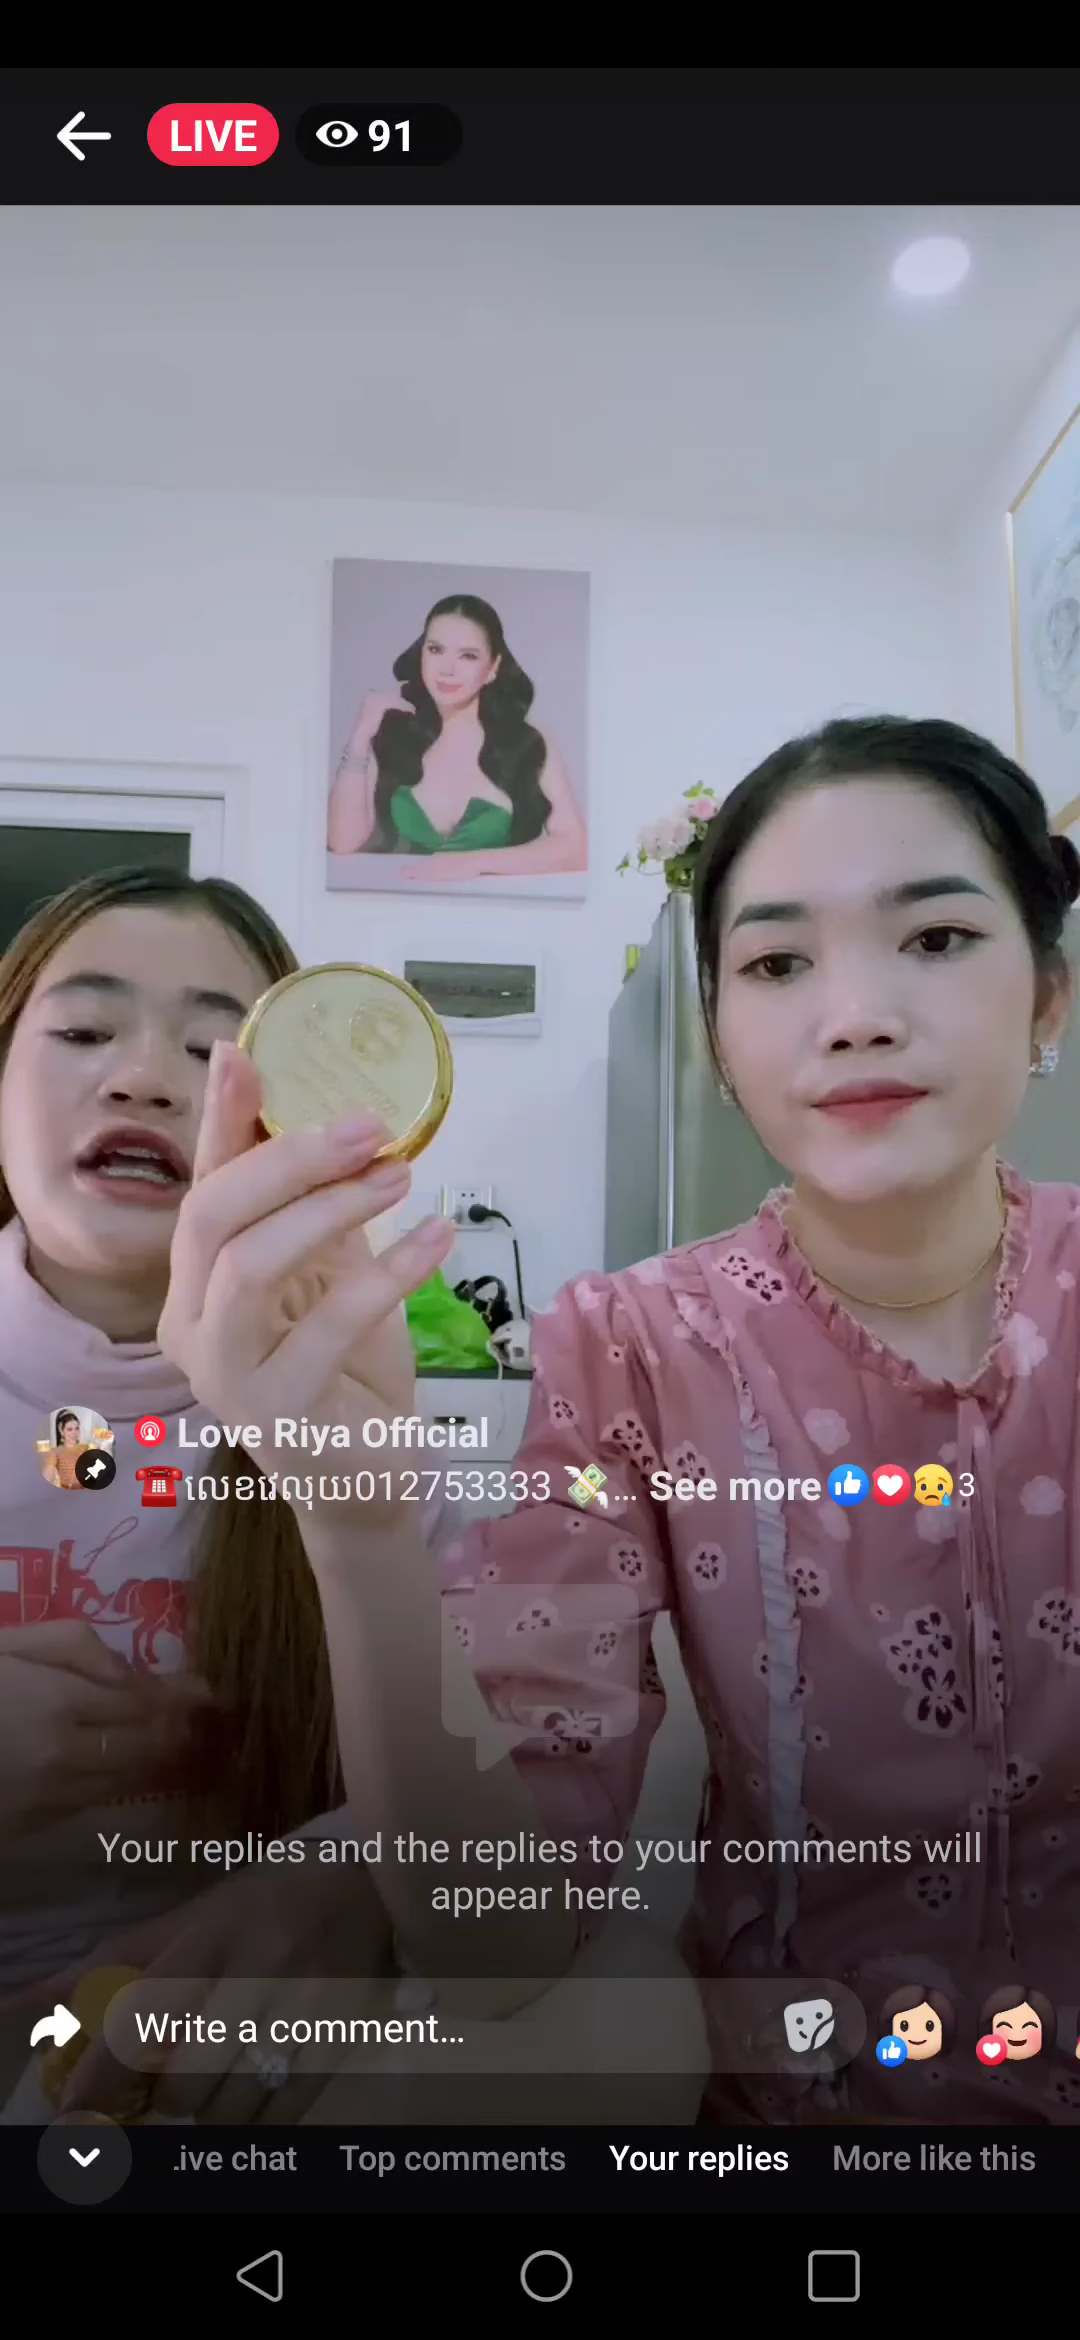 LIVE 91
Love Riya Official
☎️លេខវេលុយ012753333 💸... See more 3
Your replies and the replies to your comments will
appear here.
Write a comment...
.ive chat Top comments Your replies More like this